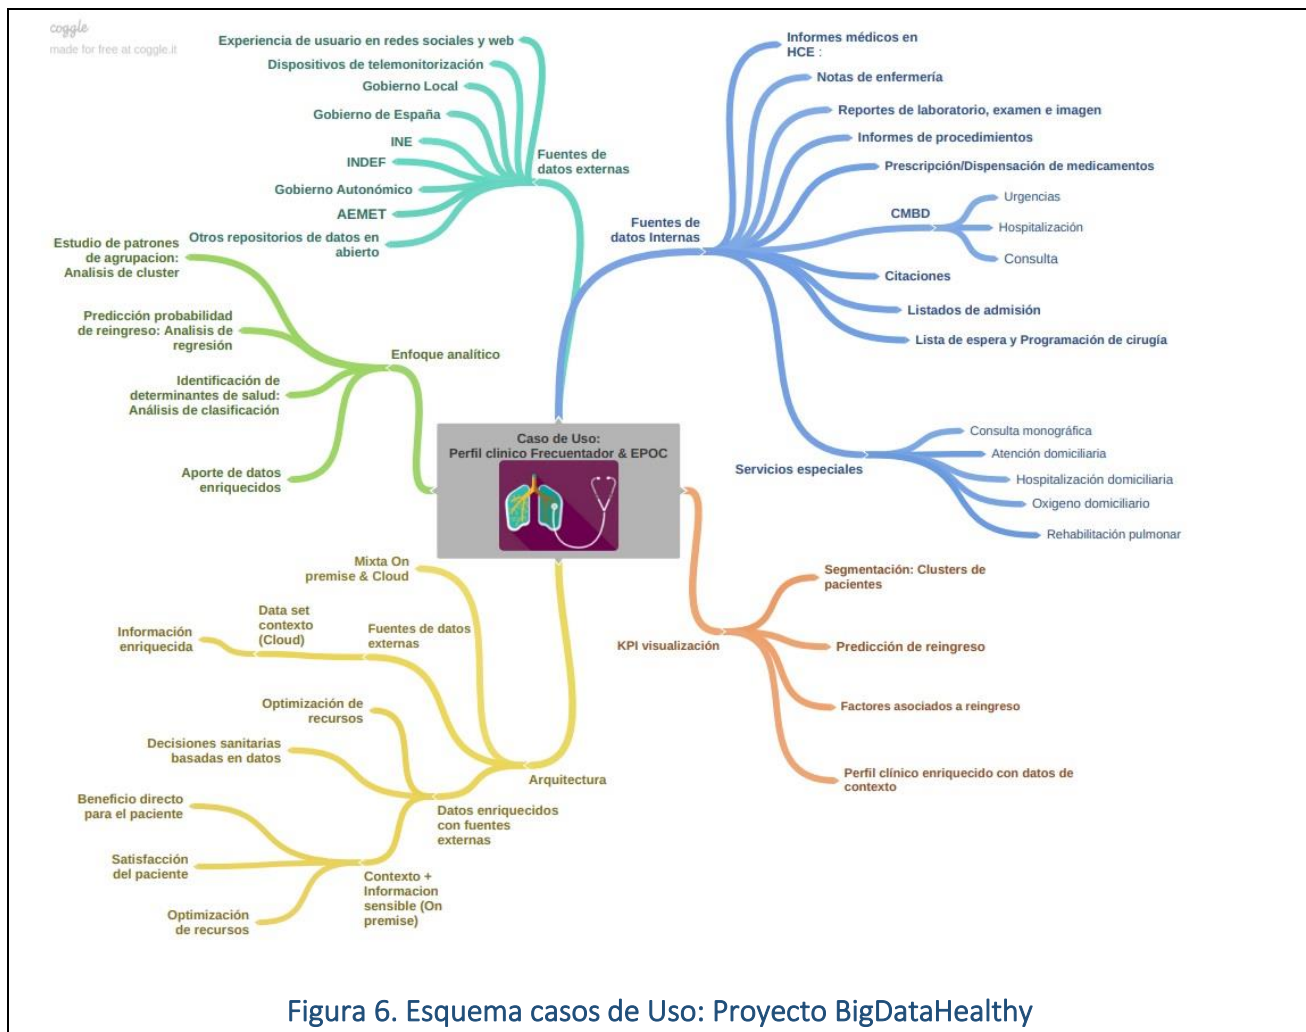 coggle
made for free at coggle.it
Experiencia de usuario en redes sociales y web
Dispositivos de telemonitorización
Gobierno Local
Gobierno de España
INE
INDEF
Gobierno Autonómico
AEMET
Otros repositorios de datos en
abierto
Fuentes de
datos externas
Informes médicos en
HCE :
Notas de enfermería
Reportes de laboratorio, examen e imagen
Informes de procedimientos
Prescripción/Dispensación de medicamentos
CMBD
Urgencias
Hospitalización
Consulta
Citaciones
Listados de admisión
Lista de espera y Programación de cirugía
Fuentes de
datos Internas
Servicios especiales
Consulta monográfica
Atención domiciliaria
Hospitalización domiciliaria
Oxigeno domiciliario
Rehabilitación pulmonar
Estudio de patrones
de agrupacion:
Analisis de cluster
Predicción probabilidad
de reingreso: Analisis de
regresión
Identificación de
determinantes de salud:
Análisis de clasificación
Aporte de datos
enriquecidos
Enfoque analítico
Caso de Uso:
Perfil clinico Frecuentador & EPOC
KPI visualización
Segmentación: Clusters de
pacientes
Predicción de reingreso
Factores asociados a reingreso
Perfil clínico enriquecido con datos de
contexto
Mixta On
premise & Cloud
Fuentes de datos
externas
Data set
contexto
(Cloud)
Información
enriquecida
Optimización de
recursos
Decisiones sanitarias
basadas en datos
Beneficio directo
para el paciente
Satisfacción
del paciente
Optimización
de recursos
Contexto +
Informacion
sensible (On
premise)
Datos enriquecidos
con fuentes
externas
Arquitectura
Figura 6. Esquema casos de Uso: Proyecto BigDataHealthy